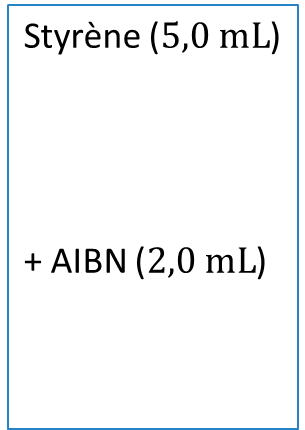 Styrène (5,0 mL)
+ AIBN (2,0 mL)